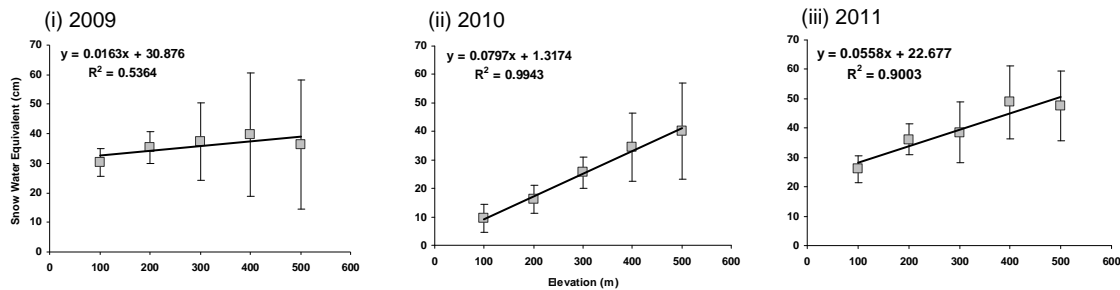 (i) 2009
y = 0.0163x + 30.876
R² = 0.5364
Snow Water Equivalent (cm)
70
60
50
40
30
20
10
0
0 100 200 300 400 500 600
(ii) 2010
y = 0.0797x + 1.3174
R² = 0.9943
70
60
50
40
30
20
10
0
0 100 200 300 400 500 600
Elevation (m)
(iii) 2011
y = 0.0558x + 22.677
R² = 0.9003
70
60
50
40
30
20
10
0
0 100 200 300 400 500 600